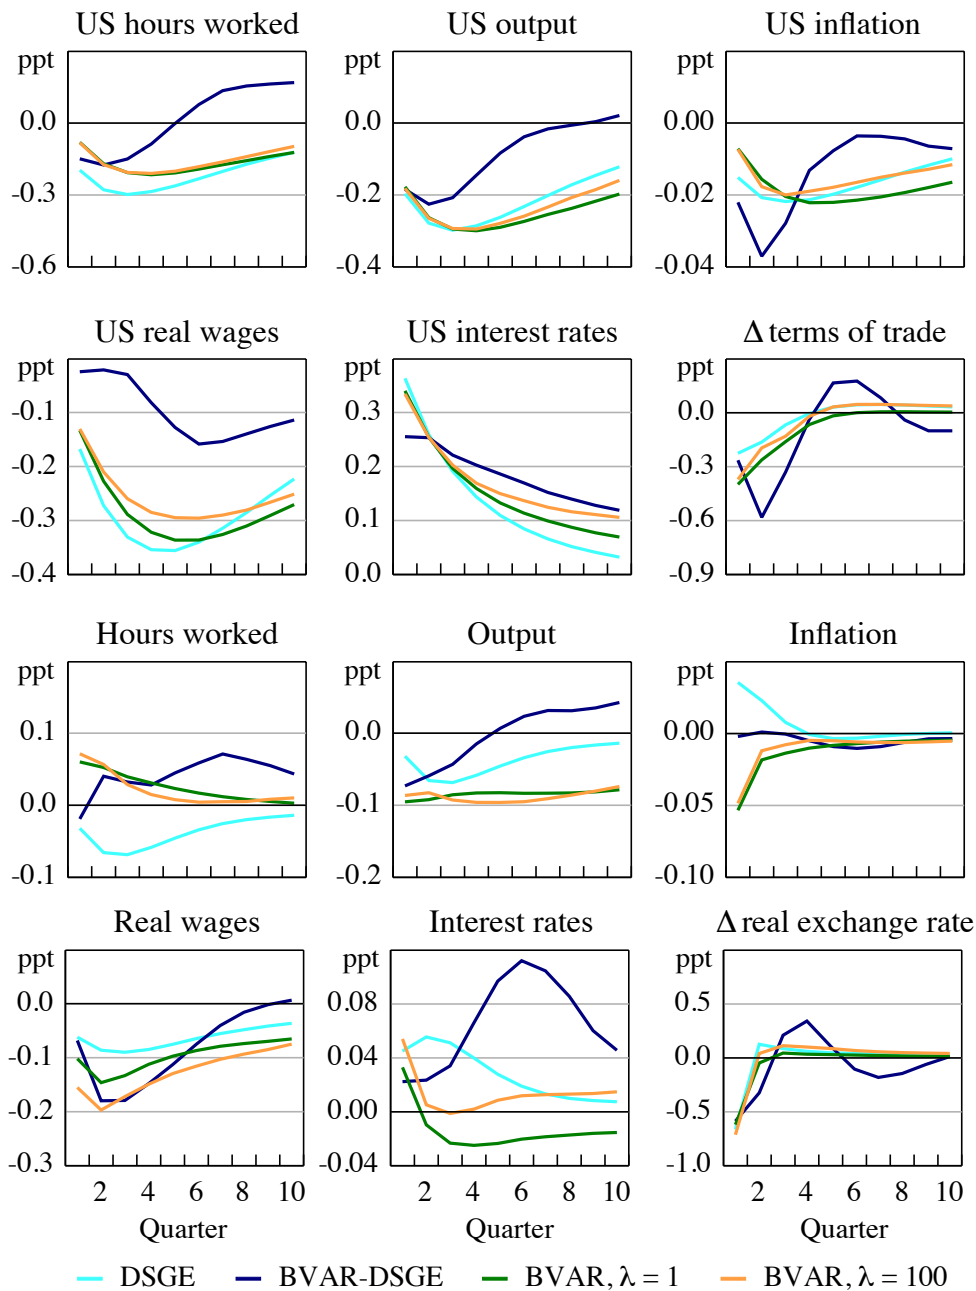 US hours worked US output US inflation
ppt ppt ppt
0.0 0.0 0.00
-0.3 -0.2 -0.02
-0.6 -0.4 -0.04
US real wages US interest rates Δ terms of trade
ppt ppt ppt
-0.1 0.3 0.0
-0.2 0.2 -0.3
-0.3 0.1 -0.6
-0.4 0.0 -0.9
Hours worked Output Inflation
ppt ppt ppt
0.1 0.0 0.00
0.0 -0.1 -0.05
-0.1 -0.2 -0.10
Real wages Interest rates Δ real exchange rate
ppt ppt ppt
0.0 0.08 0.5
-0.1 0.04 0.0
-0.2 0.00 -0.5
-0.3 -0.04 -1.0
2 4 6 8 10 2 4 6 8 10 2 4 6 8 10
Quarter Quarter Quarter
DSGE BVAR-DSGE BVAR, λ = 1 BVAR, λ = 100